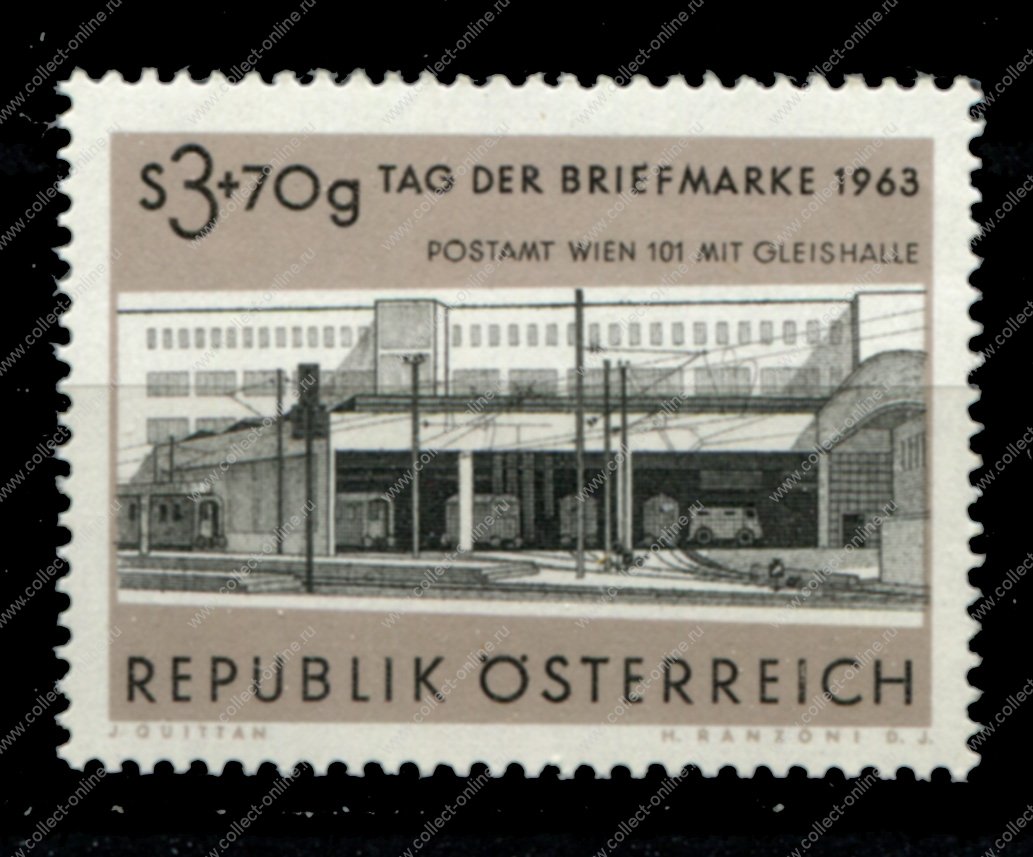 S3+70g TAG DER BRIEFMARKE 1963
POSTAMT WIEN 101 MIT GLEISHALLE
REPUBLIK ÖSTERREICH
J. QUITTAN H. RANZONI D. J.
www.collect-online.ru